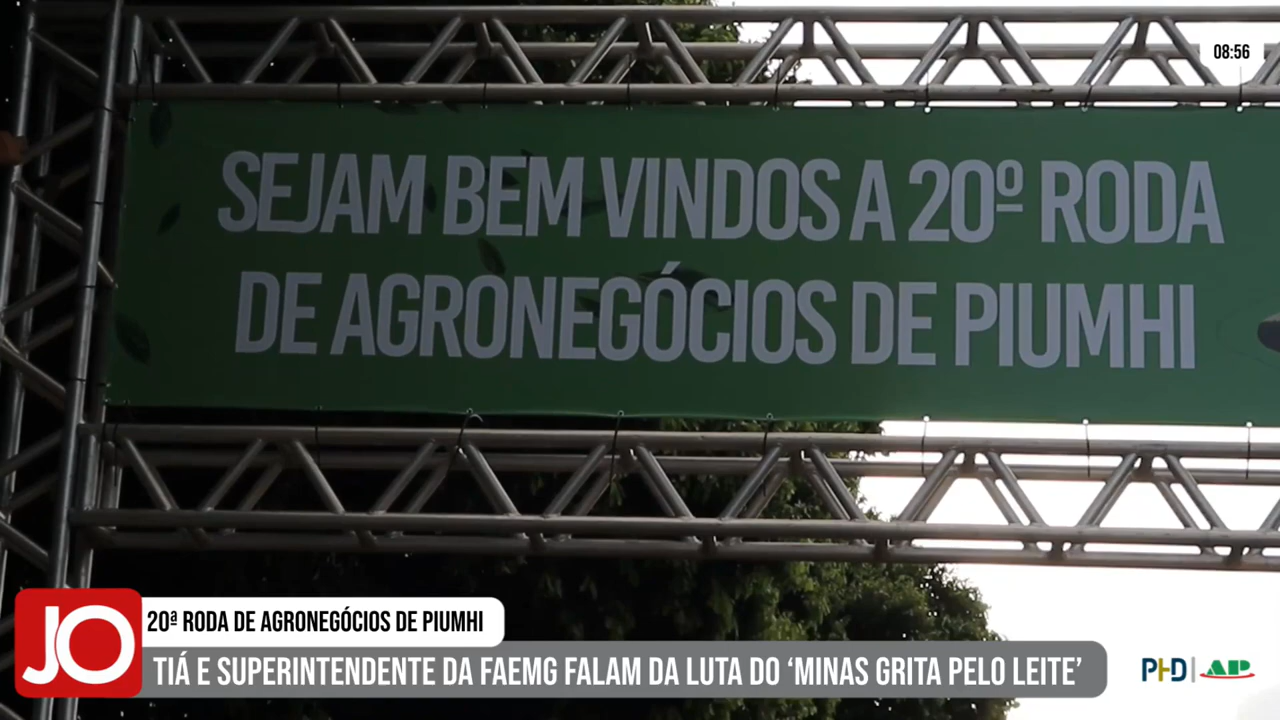 08:56
SEJAM BEM VINDOS A 20º RODA
DE AGRONEGÓCIOS DE PIUMHI
JO
20ª RODA DE AGRONEGÓCIOS DE PIUMHI
TIÁ E SUPERINTENDENTE DA FAEMG FALAM DA LUTA DO ‘MINAS GRITA PELO LEITE’
PHD | AP